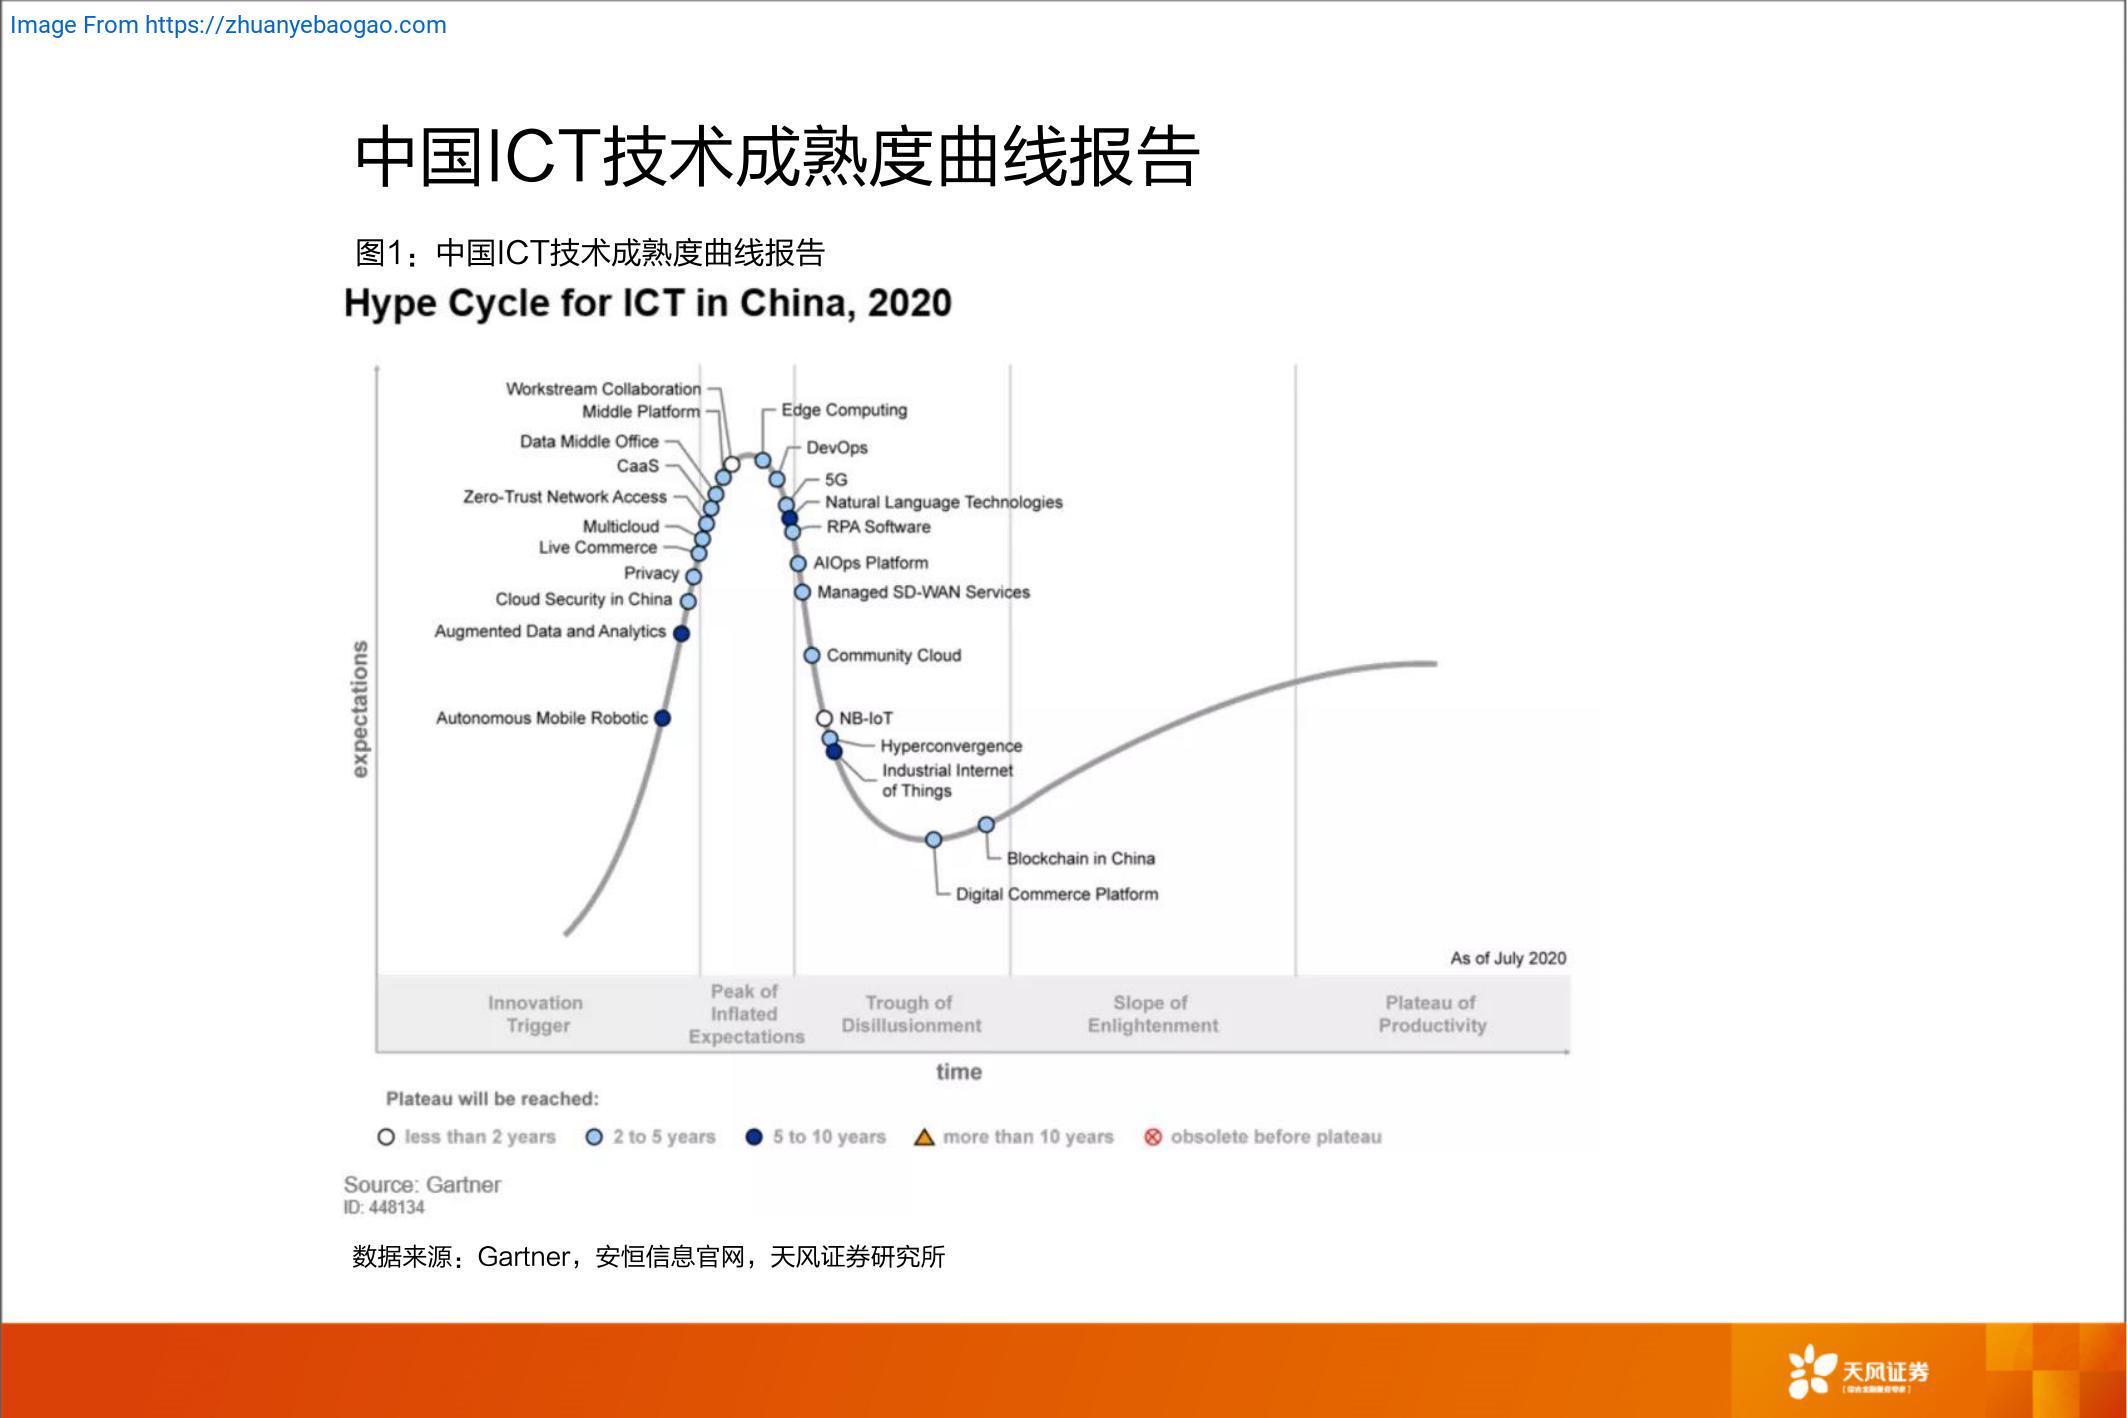 Image From https://zhuanyebaogao.com
中国ICT技术成熟度曲线报告
图1：中国ICT技术成熟度曲线报告
Hype Cycle for ICT in China, 2020
Workstream Collaboration
Middle Platform
Data Middle Office
CaaS
Zero-Trust Network Access
Multicloud
Live Commerce
Privacy
Cloud Security in China
Augmented Data and Analytics
Autonomous Mobile Robotic
Edge Computing
DevOps
5G
Natural Language Technologies
RPA Software
AIOps Platform
Managed SD-WAN Services
Community Cloud
NB-IoT
Hyperconvergence
Industrial Internet
of Things
Blockchain in China
Digital Commerce Platform
expectations
As of July 2020
Innovation
Trigger
Peak of
Inflated
Expectations
Trough of
Disillusionment
Slope of
Enlightenment
Plateau of
Productivity
time
Plateau will be reached:
less than 2 years
2 to 5 years
5 to 10 years
more than 10 years
obsolete before plateau
Source: Gartner
ID: 448134
数据来源：Gartner，安恒信息官网，天风证券研究所
天风证券